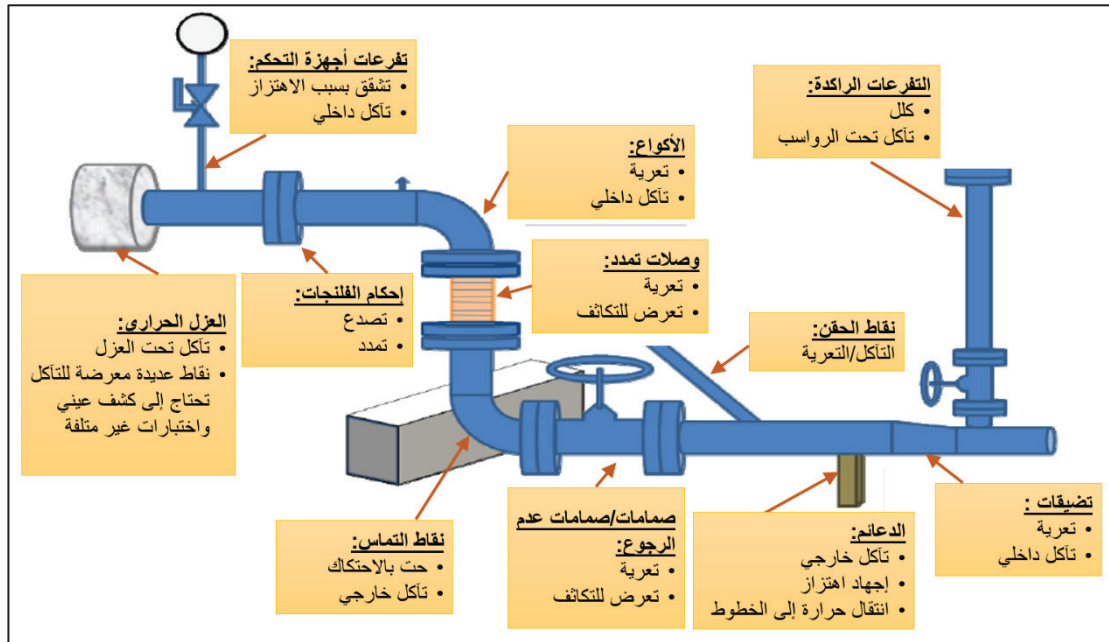 تفرعات أجهزة التحكم:
• تشقق بسبب الاهتزاز
• تآكل داخلي
التفرعات الراكدة:
• كلل
• تآكل تحت الرواسب
الأكواع:
• تعرية
• تآكل داخلي
وصلات تمدد:
• تعرية
• تعرض للتكاثف
إحكام الفلنجات:
• تصدع
• تمدد
العزل الحراري:
• تآكل تحت العزل
• نقاط عديدة معرضة للتآكل
تحتاج إلى كشف عيني
واختبارات غير متلفة
نقاط الحقن:
التآكل/التعرية
نقاط التماس:
• حت بالاحتكاك
• تآكل خارجي
صمامات/صمامات عدم
الرجوع:
• تعرية
• تعرض للتكاثف
الدعائم:
• تآكل خارجي
• إجهاد اهتزاز
• انتقال حرارة إلى الخطوط
تضيقات :
• تعرية
• تآكل داخلي